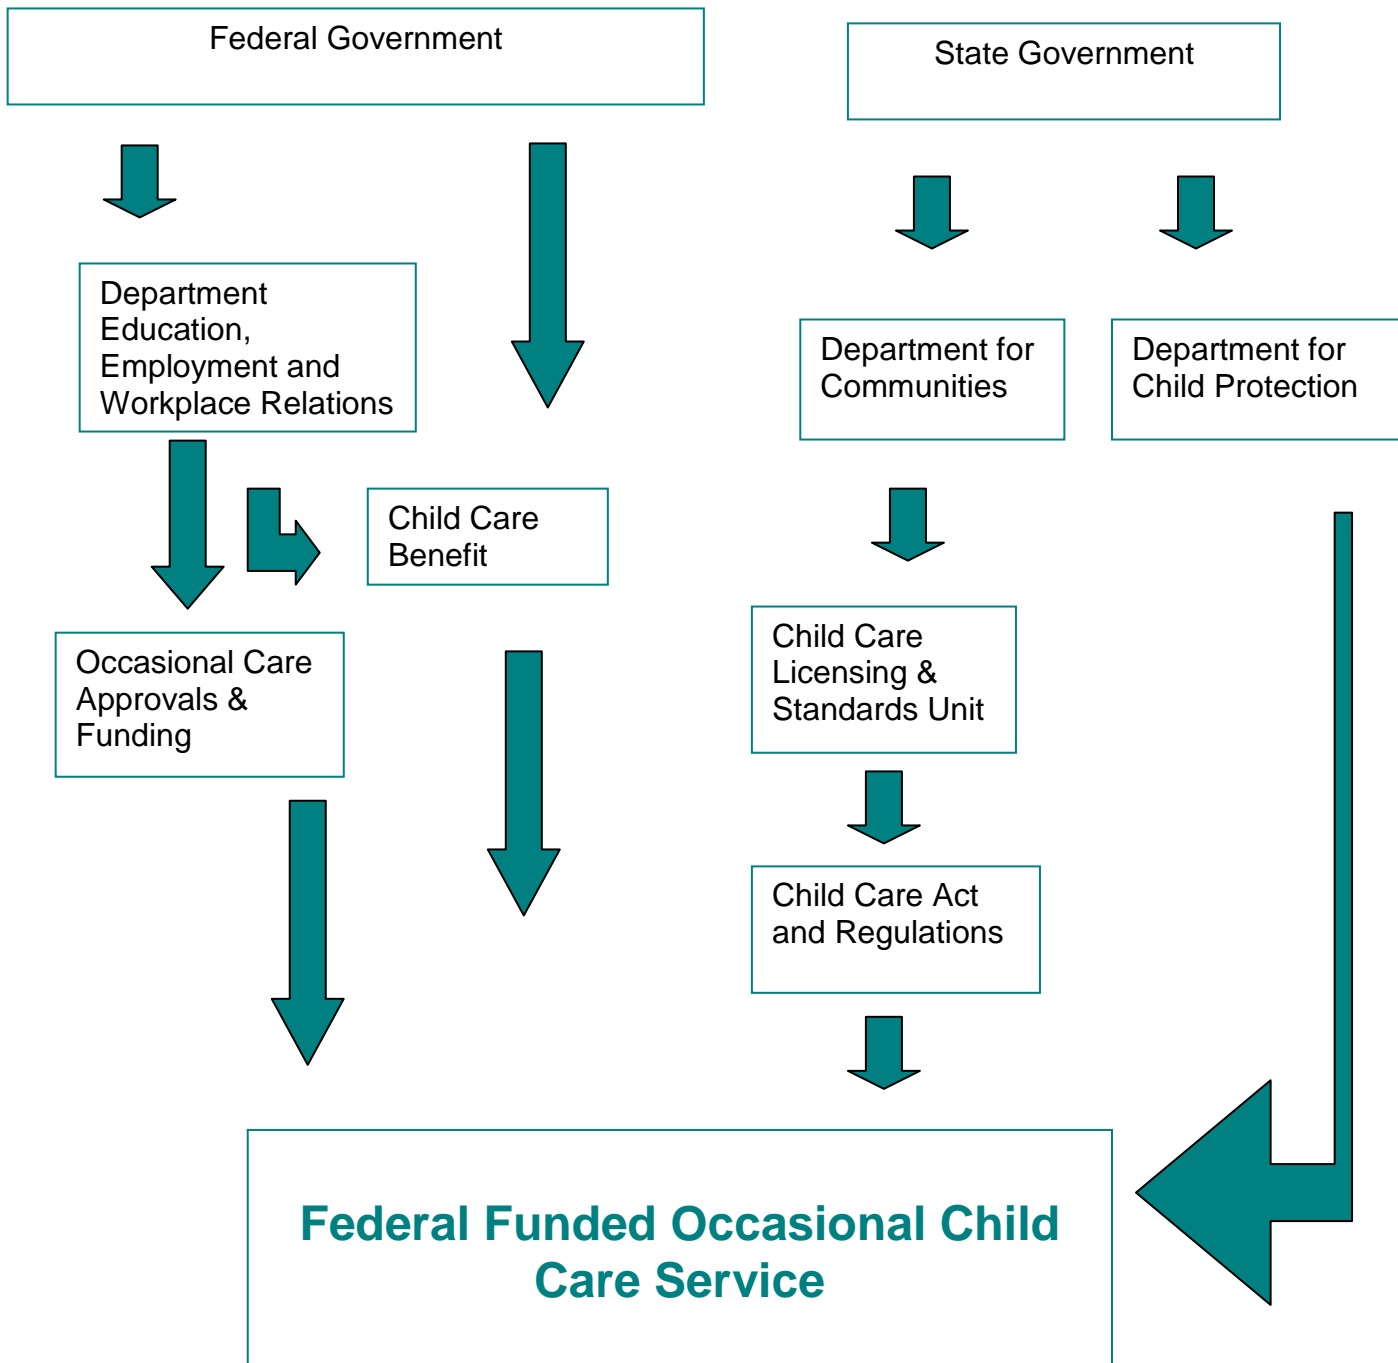 Federal Government
State Government
Department
Education,
Employment and
Workplace Relations
Department for
Communities
Department for
Child Protection
Child Care
Benefit
Occasional Care
Approvals &
Funding
Child Care
Licensing &
Standards Unit
Child Care Act
and Regulations
Federal Funded Occasional Child
Care Service